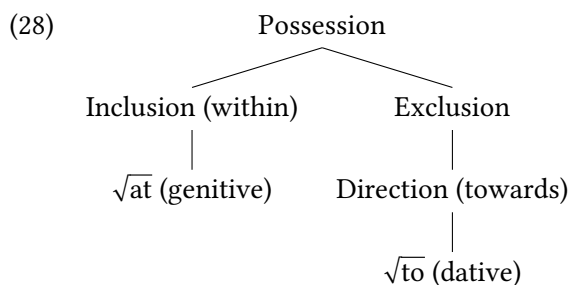 (28) Possession
Inclusion (within) Exclusion
√at (genitive) Direction (towards)
√to (dative)